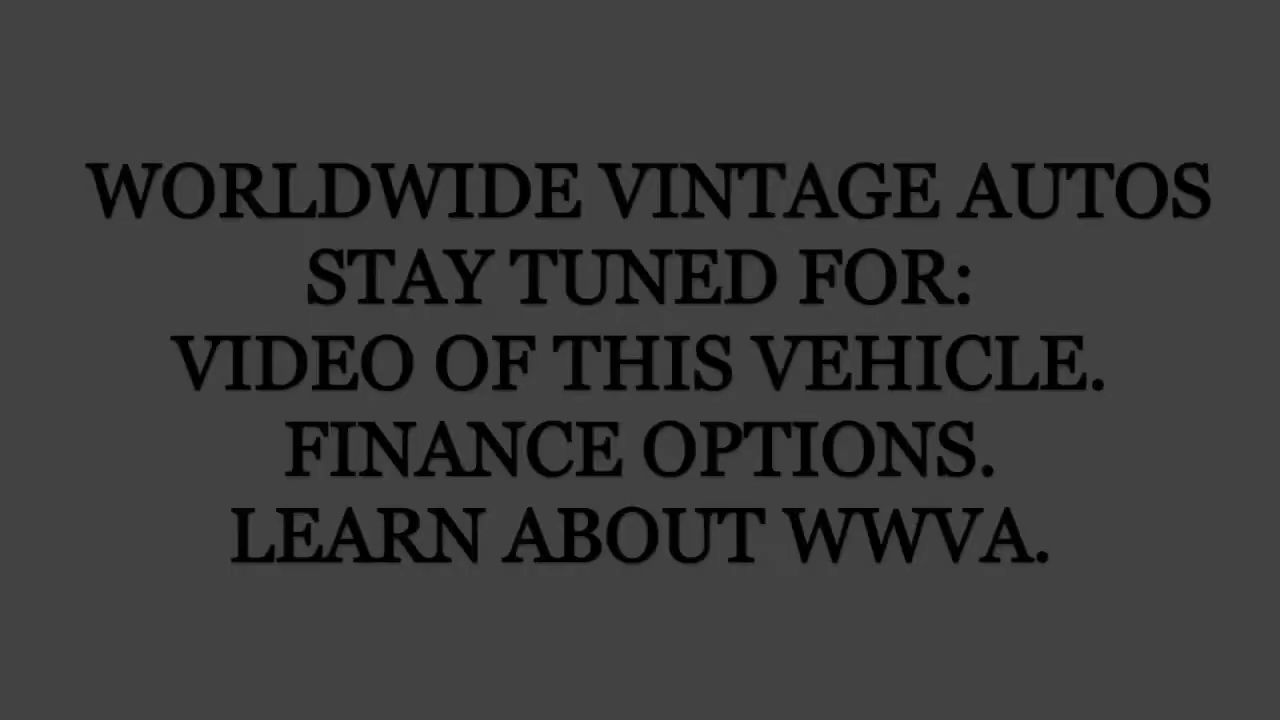 WORLDWIDE VINTAGE AUTOS
STAY TUNED FOR:
VIDEO OF THIS VEHICLE.
FINANCE OPTIONS.
LEARN ABOUT WWVA.